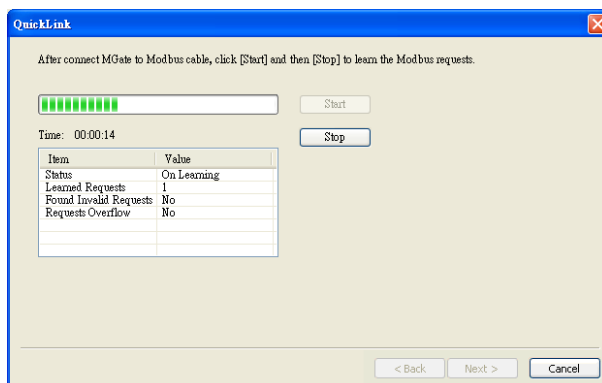 QuickLink
After connect MGate to Modbus cable, click [Start] and then [Stop] to learn the Modbus requests.
Start
Time: 00:00:14
Stop
Item Value
Status On Learning
Learned Requests 1
Found Invalid Requests No
Requests Overflow No
< Back Next > Cancel